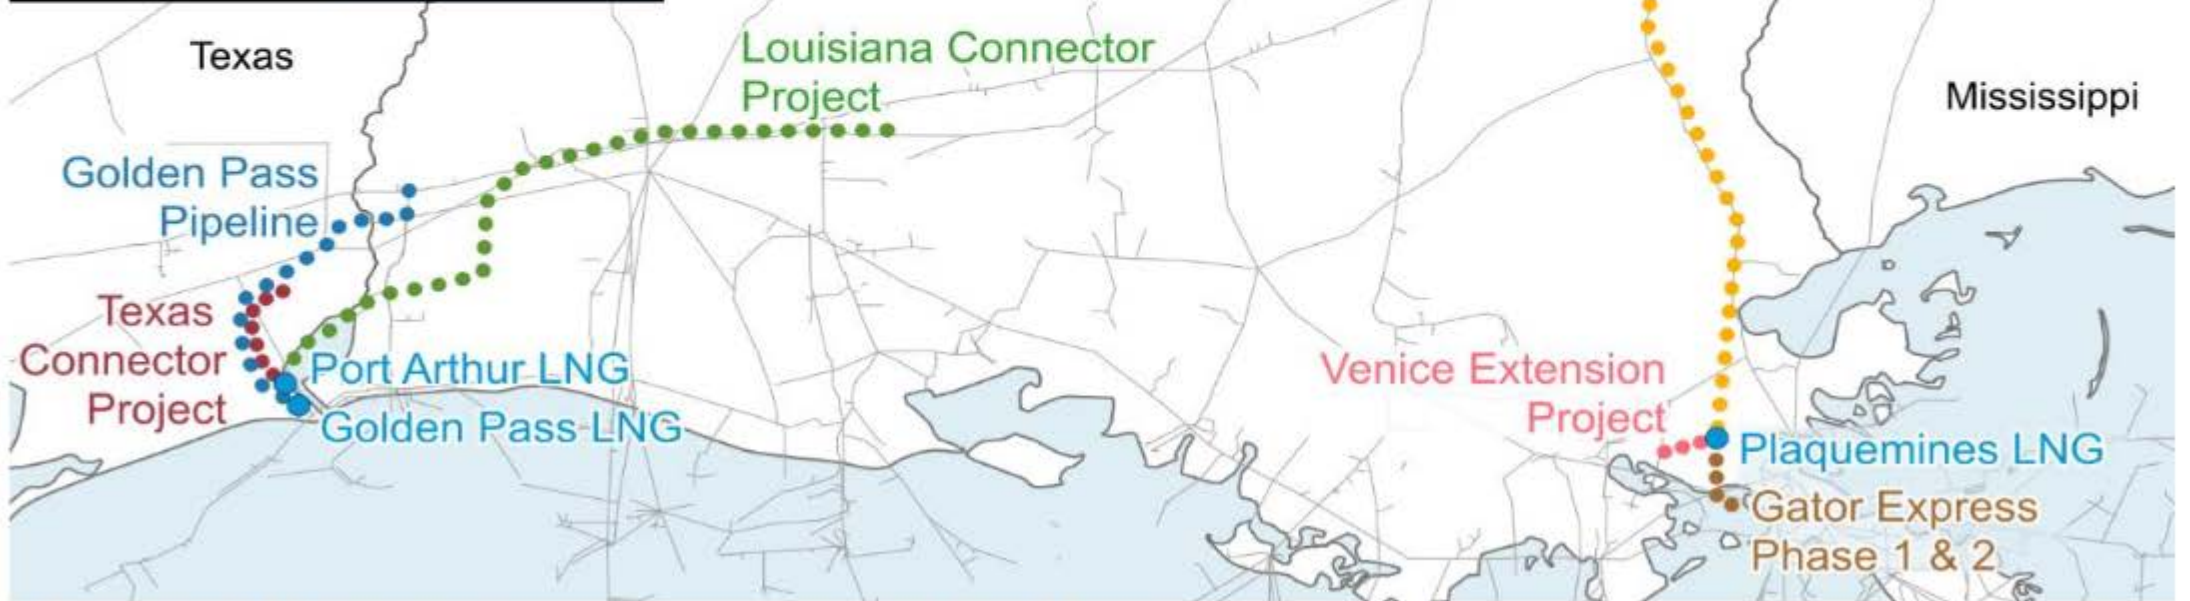 Texas
Louisiana Connector
Project
Mississippi
Golden Pass
Pipeline
Texas
Connector
Project
Port Arthur LNG
Golden Pass LNG
Venice Extension
Project
Plaquemines LNG
Gator Express
Phase 1 & 2